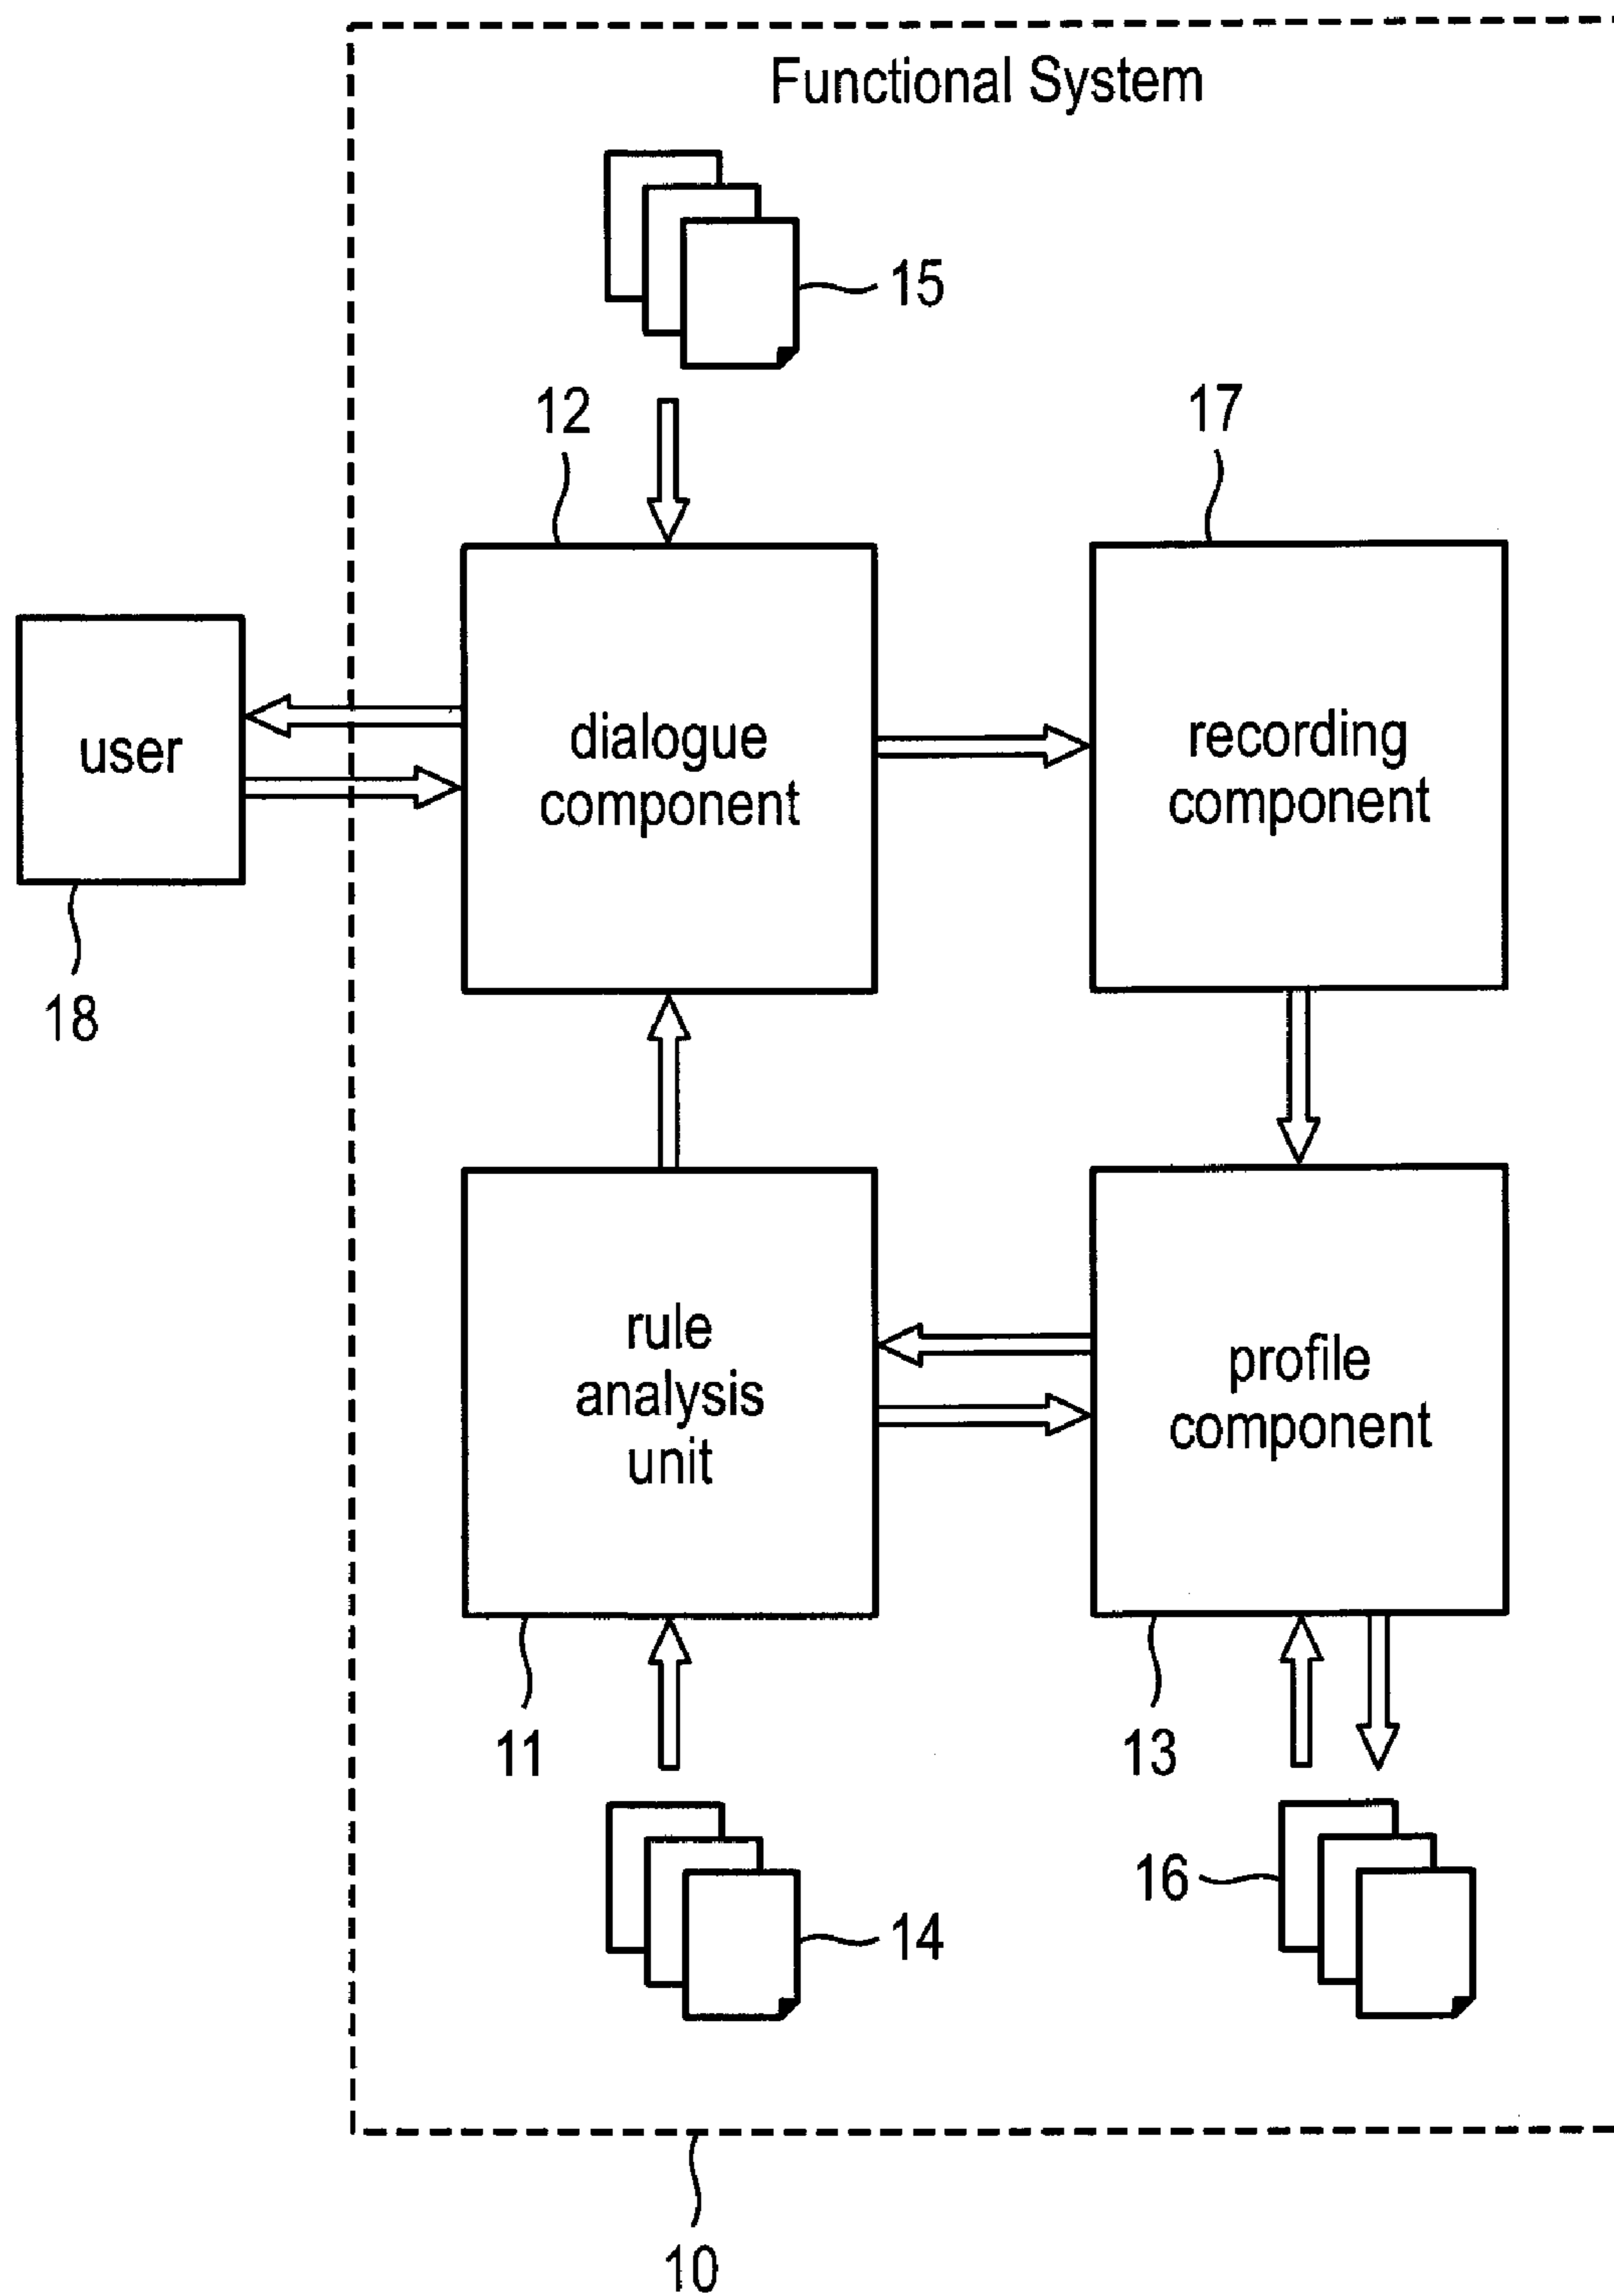 Functional System
15
12
17
user
dialogue
component
recording
component
18
rule
analysis
unit
profile
component
11
13
14
16
10